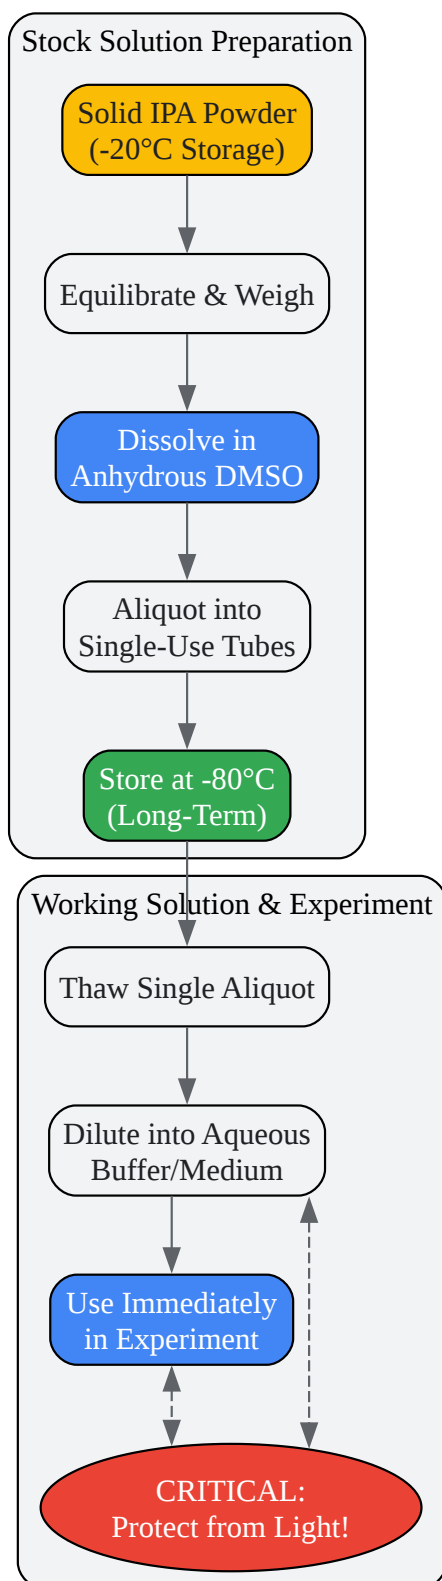 Stock Solution Preparation
Solid IPA Powder
(-20°C Storage)
Equilibrate & Weigh
Dissolve in
Anhydrous DMSO
Aliquot into
Single-Use Tubes
Store at -80°C
(Long-Term)
Working Solution & Experiment
Thaw Single Aliquot
Dilute into Aqueous
Buffer/Medium
Use Immediately
in Experiment
CRITICAL:
Protect from Light!